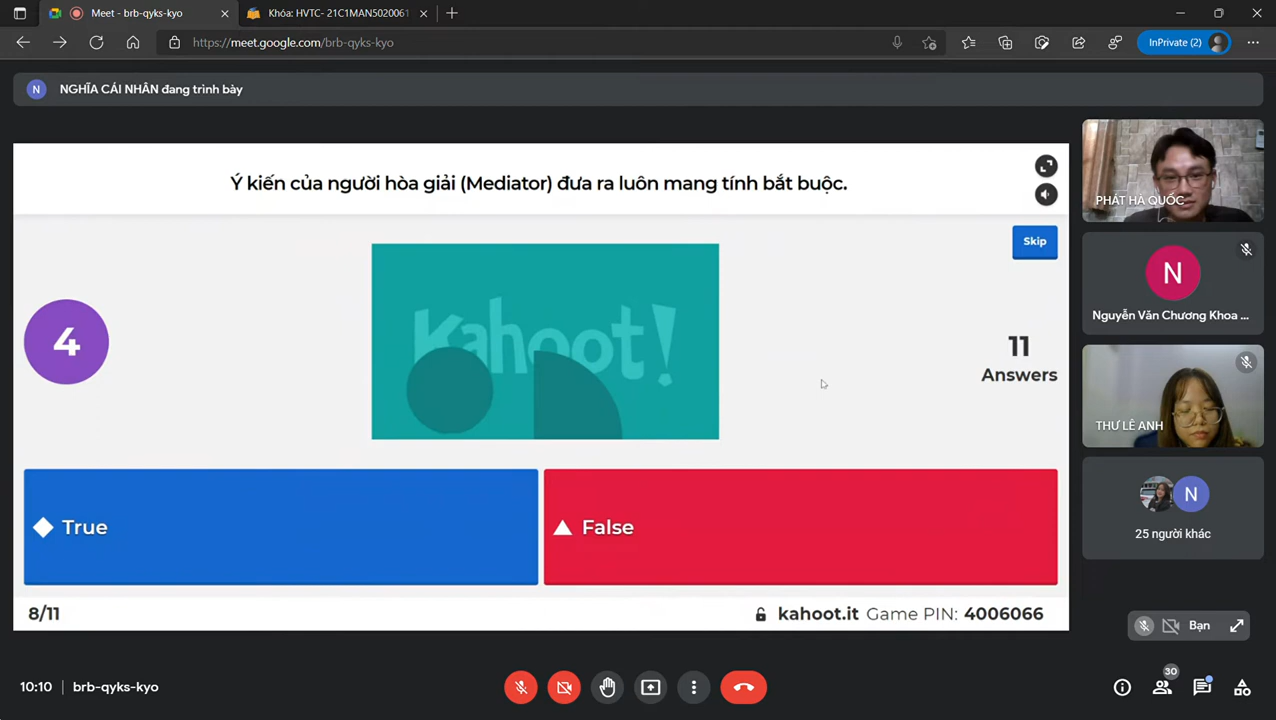 Meet - brb-qyks-kyo
Khóa: HVTC- 21C1MAN5020061
https://meet.google.com/brb-qyks-kyo
InPrivate (2)
N
NGHĨA CÁI NHÂN đang trình bày
Ý kiến của người hòa giải (Mediator) đưa ra luôn mang tính bắt buộc.
Skip
Kahoot!
4
11
Answers
True
False
8/11
kahoot.it Game PIN: 4006066
PHÁT HÀ QUỐC
N
Nguyễn Văn Chương Khoa ...
THƯ LÊ ANH
N
25 người khác
Bạn
10:10
brb-qyks-kyo
30